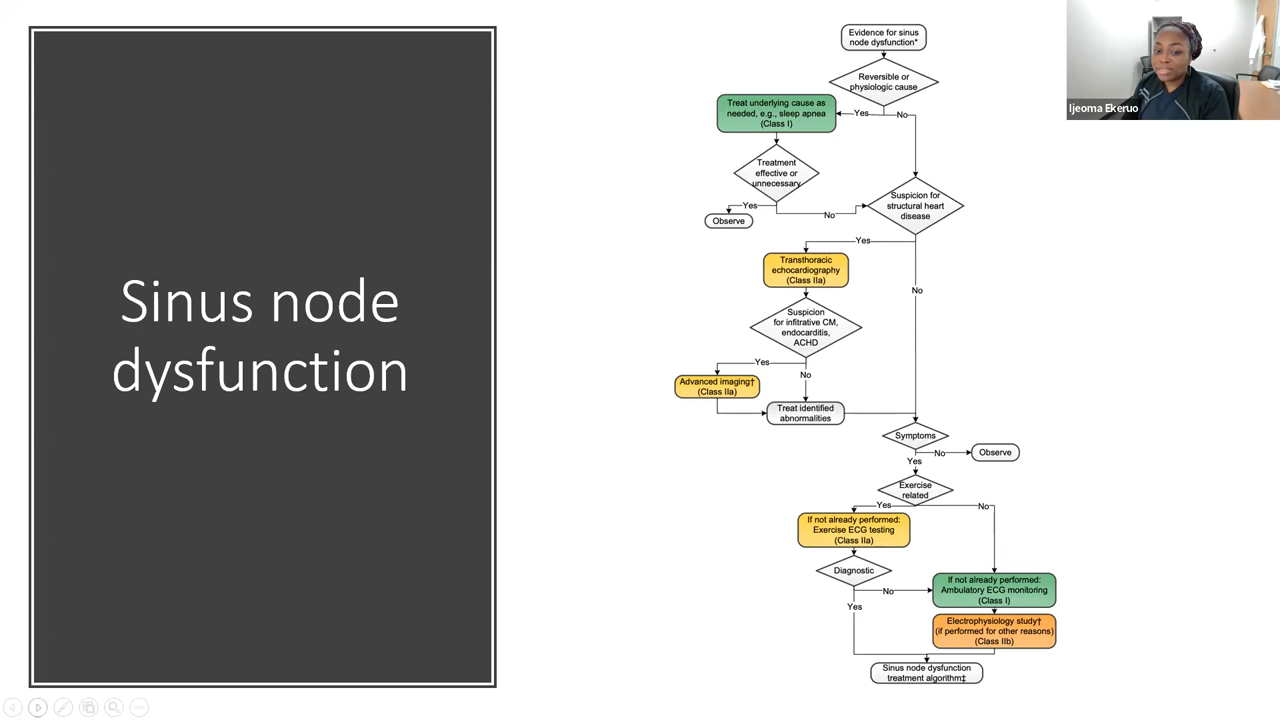 Sinus node
dysfunction
Evidence for sinus
node dysfunction*
Reversible or
physiologic cause
Yes
No
Treat underlying cause as
needed, e.g., sleep apnea
(Class I)
Treatment
effective or
unnecessary
Yes
No
Observe
Suspicion for
structural heart
disease
Yes
No
Transthoracic
echocardiography
(Class IIa)
Suspicion
for infitrative CM,
endocarditis,
ACHD
Yes
No
Advanced imaging†
(Class IIa)
Treat identified
abnormalities
Symptoms
No
Observe
Yes
Exercise
related
Yes
No
If not already performed:
Exercise ECG testing
(Class IIa)
Diagnostic
No
Yes
If not already performed:
Ambulatory ECG monitoring
(Class I)
Electrophysiology study†
(if performed for other reasons)
(Class IIb)
Sinus node dysfunction
treatment algorithm‡
Ijeoma Ekeruo